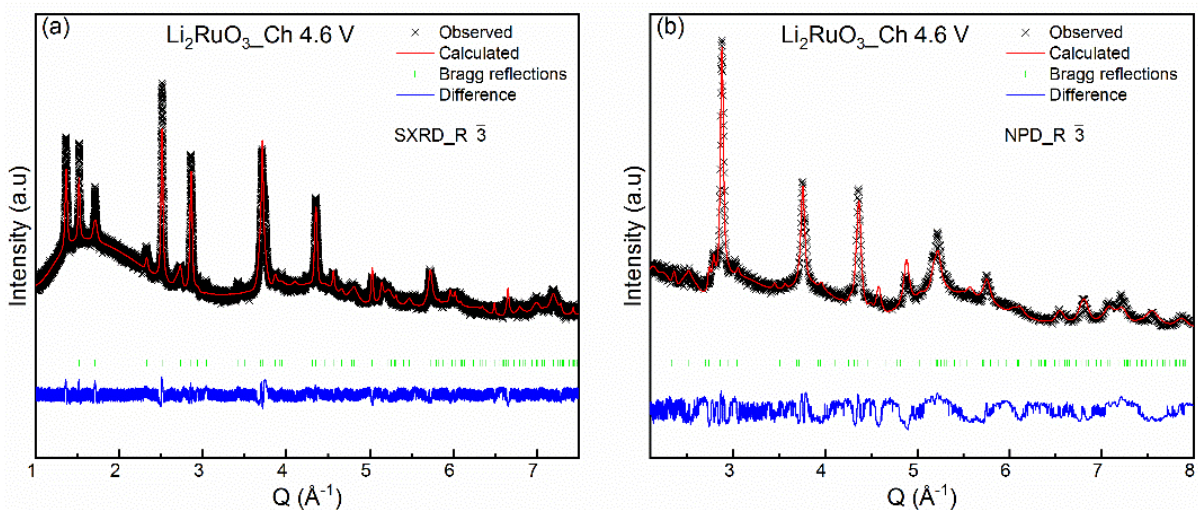 (a)
Li₂RuO₃_Ch 4.6 V
Observed
Calculated
Bragg reflections
Difference
SXRD_R 3̅
Intensity (a.u)
1 2 3 4 5 6 7
Q (Å⁻¹)
(b)
Li₂RuO₃_Ch 4.6 V
Observed
Calculated
Bragg reflections
Difference
NPD_R 3̅
Intensity (a.u)
3 4 5 6 7 8
Q (Å⁻¹)